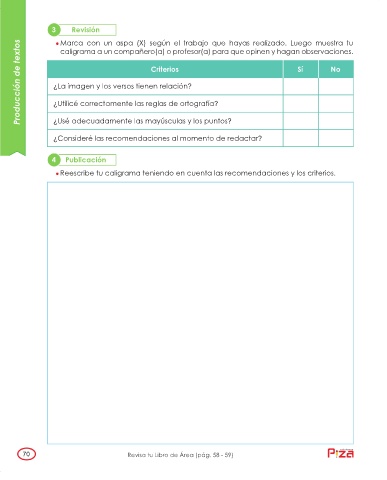 Producción de textos
3 Revisión
Marca con un aspa (X) según el trabajo que hayas realizado. Luego muestra tu
caligrama a un compañero(a) o profesor(a) para que opinen y hagan observaciones.
Criterios Sí No
¿La imagen y los versos tienen relación?
¿Utilicé correctamente las reglas de ortografía?
¿Usé adecuadamente las mayúsculas y los puntos?
¿Consideré las recomendaciones al momento de redactar?
4 Publicación
Reescribe tu caligrama teniendo en cuenta las recomendaciones y los criterios.
70 Revisa tu Libro de Área (pág. 58 - 59)